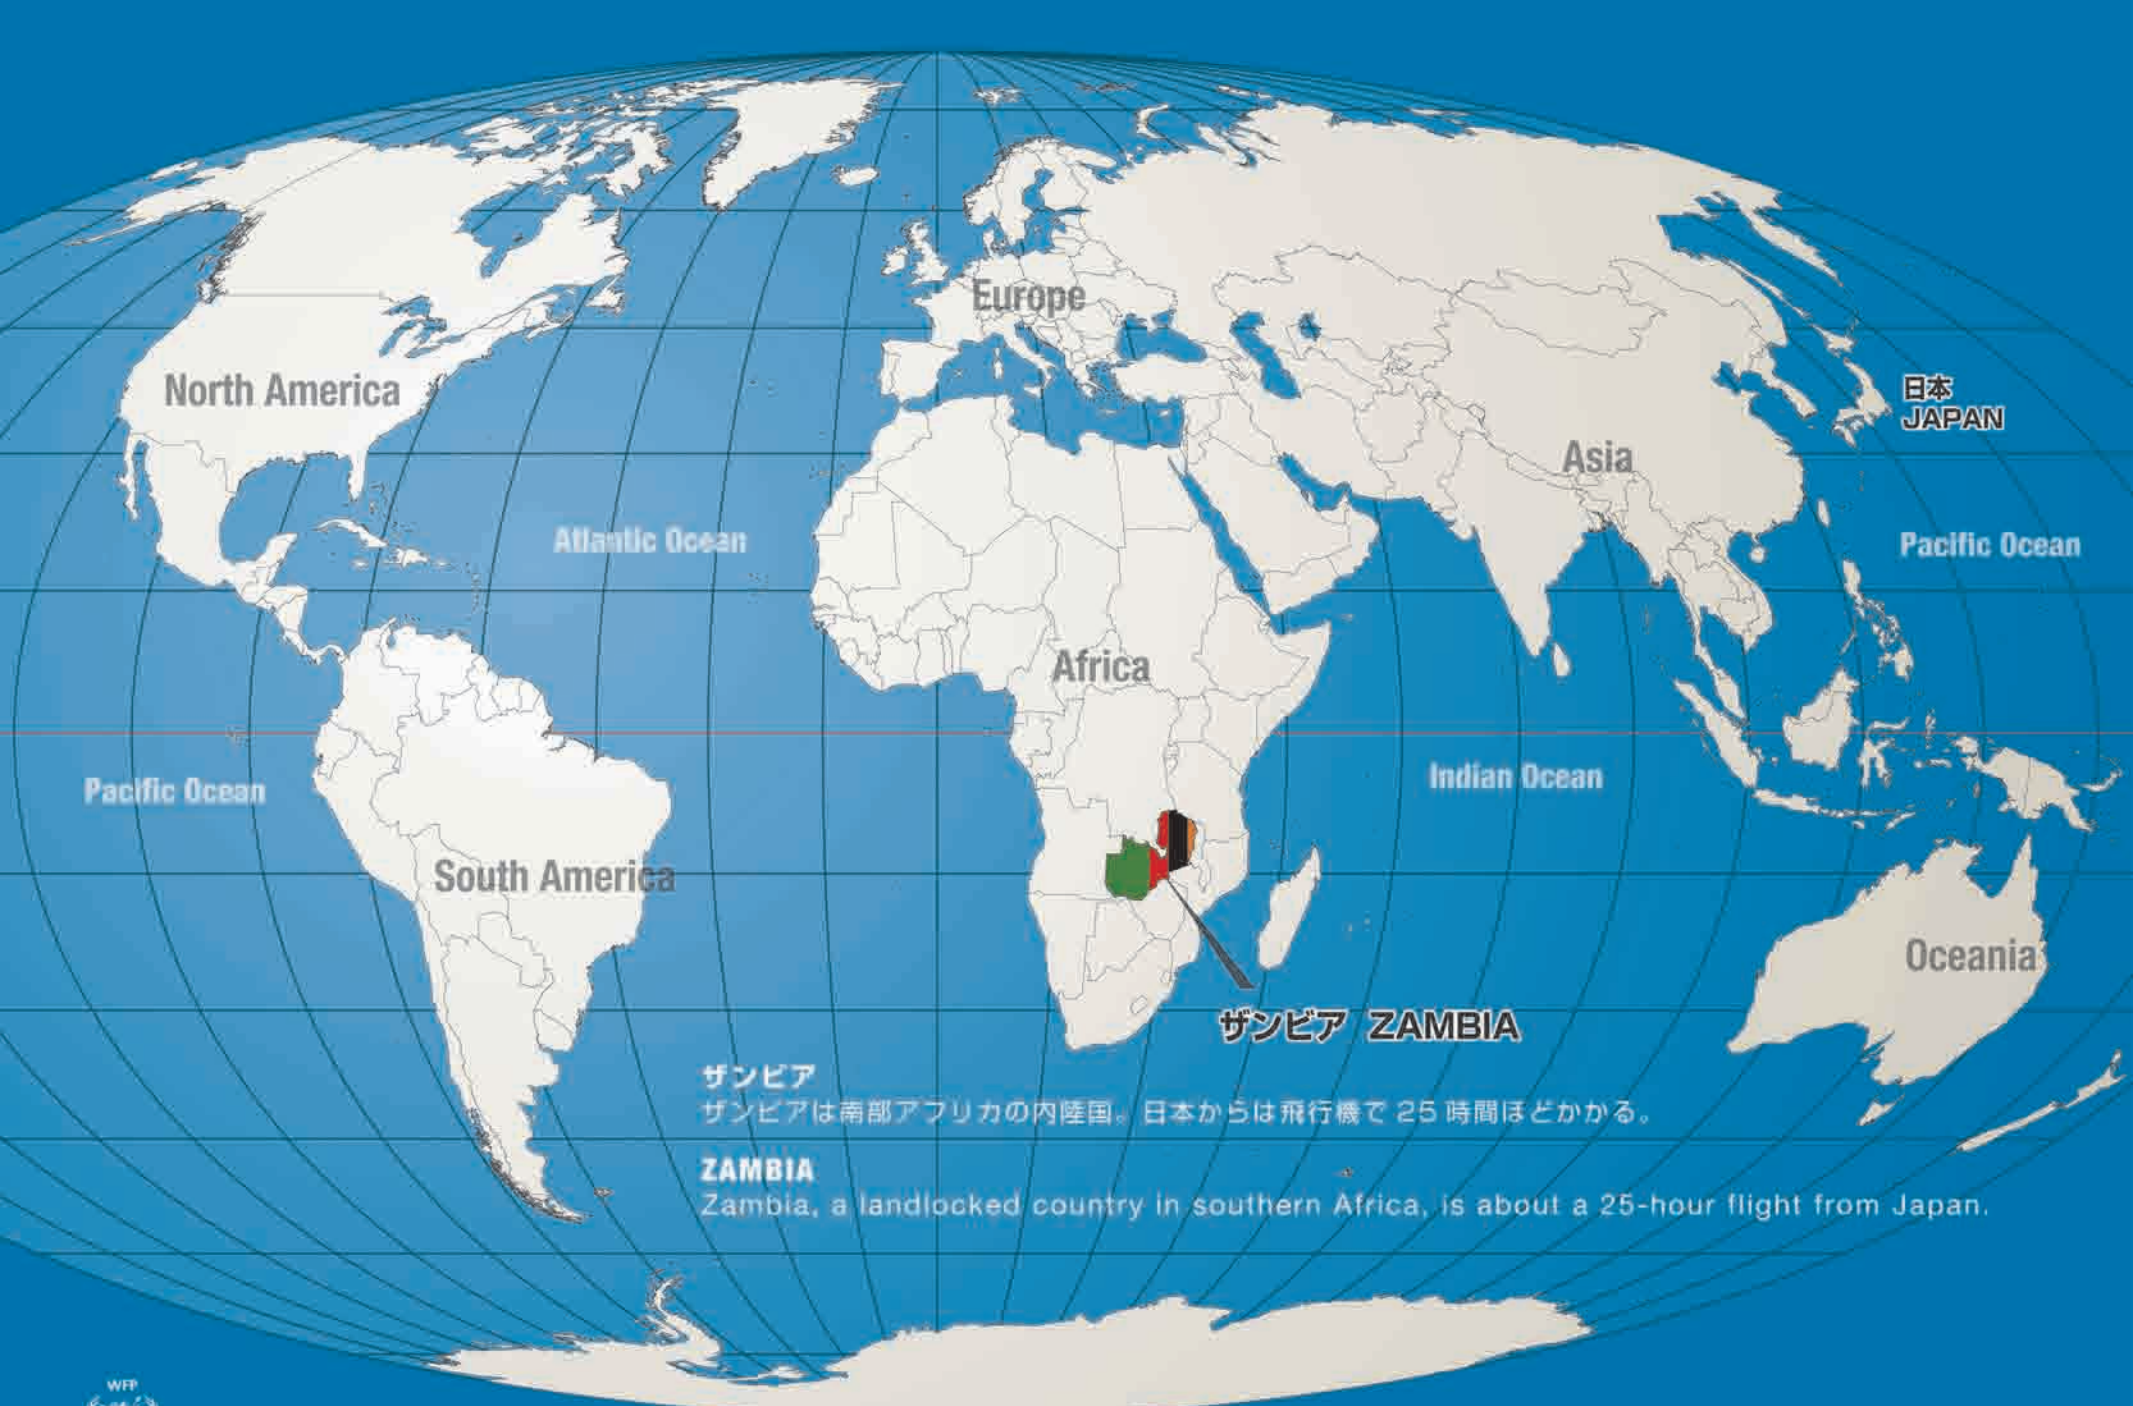 Europe
North America
日本
JAPAN
Asia
Atlantic Ocean
Pacific Ocean
Africa
Pacific Ocean
Indian Ocean
South America
Oceania
ザンビア ZAMBIA
ザンビア
ザンビアは南部アフリカの内陸国。日本からは飛行機で 25 時間ほどかかる。
ZAMBIA
Zambia, a landlocked country in southern Africa, is about a 25-hour flight from Japan.
WFP